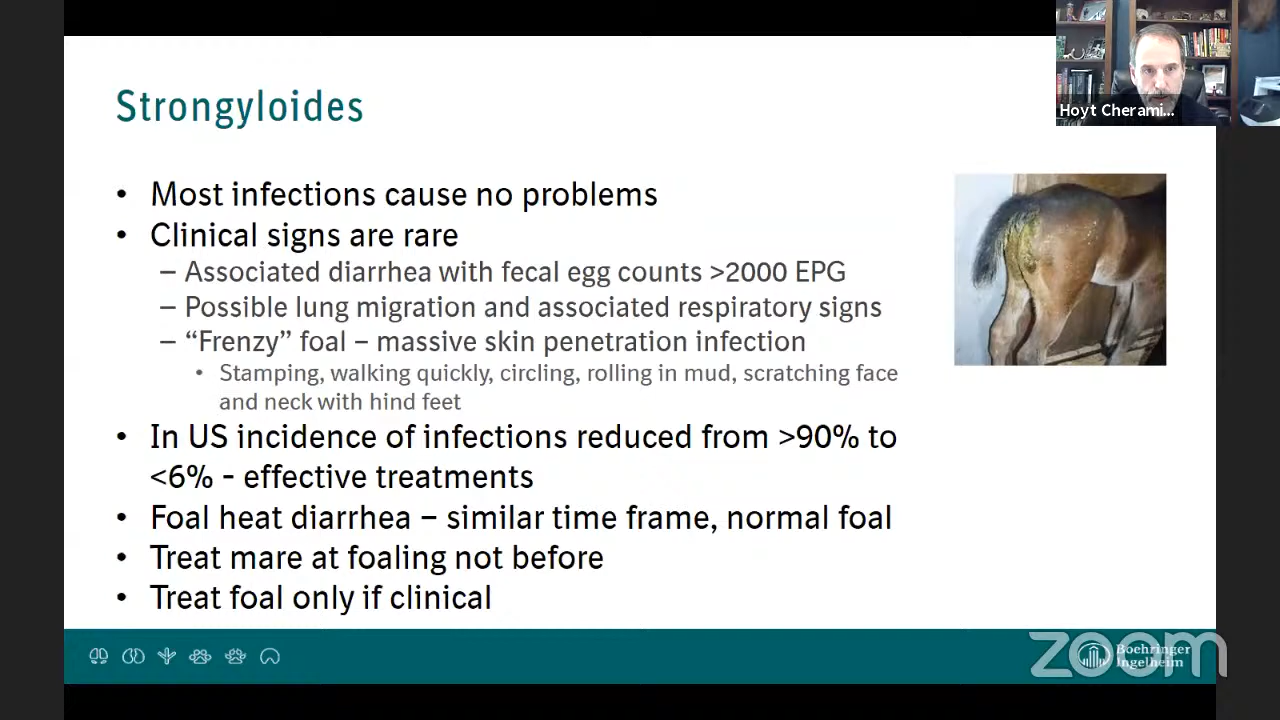 Strongyloides
Hoyt Cherami...
• Most infections cause no problems
• Clinical signs are rare
– Associated diarrhea with fecal egg counts >2000 EPG
– Possible lung migration and associated respiratory signs
– “Frenzy” foal – massive skin penetration infection
• Stamping, walking quickly, circling, rolling in mud, scratching face
and neck with hind feet
• In US incidence of infections reduced from >90% to
<6% - effective treatments
• Foal heat diarrhea – similar time frame, normal foal
• Treat mare at foaling not before
• Treat foal only if clinical
zoom
Boehringer
Ingelheim